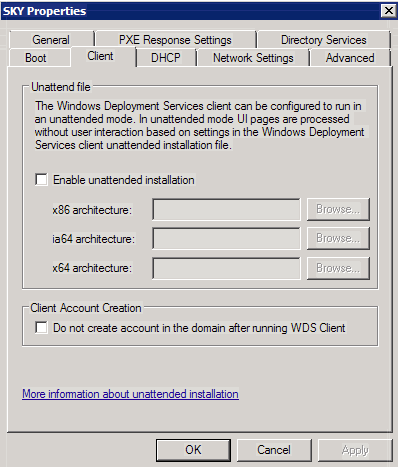 SKY Properties
General PXE Response Settings Directory Services
Boot Client DHCP Network Settings Advanced
Unattend file
The Windows Deployment Services client can be configured to run in
an unattended mode. In unattended mode UI pages are processed
without user interaction based on settings in the Windows Deployment
Services client unattended installation file.
Enable unattended installation
x86 architecture: Browse...
ia64 architecture: Browse...
x64 architecture: Browse...
Client Account Creation
Do not create account in the domain after running WDS Client
More information about unattended installation
OK Cancel Apply